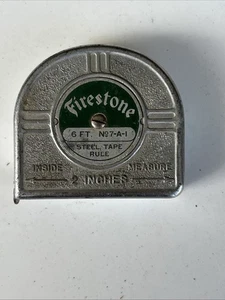 Firestone
6 FT. No 7-A-1
STEEL TAPE
RULE
INSIDE MEASURE
2 INCHES